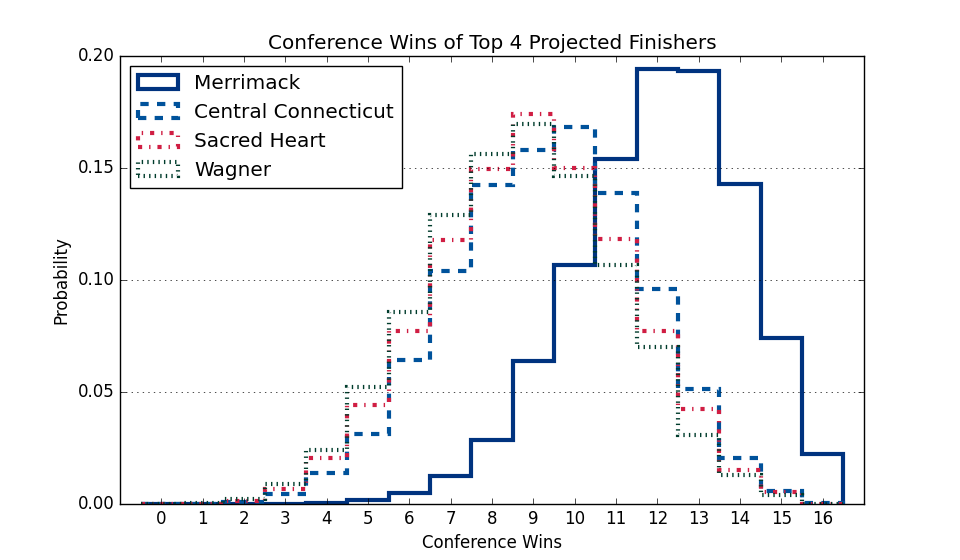 Conference Wins of Top 4 Projected Finishers
Merrimack
Central Connecticut
Sacred Heart
Wagner
0.20
0.15
0.10
0.05
0.00
Probability
0 1 2 3 4 5 6 7 8 9 10 11 12 13 14 15 16
Conference Wins